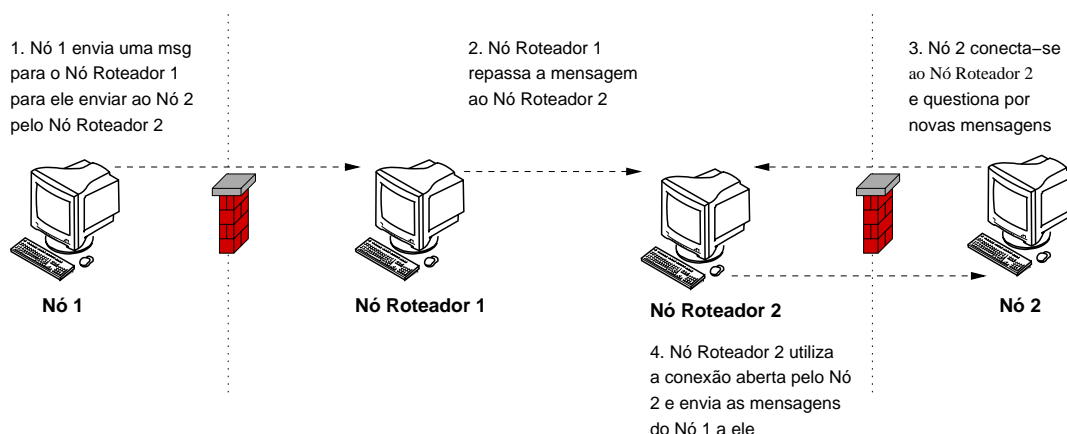 1. Nó 1 envia uma msg
para o Nó Roteador 1
para ele enviar ao Nó 2
pelo Nó Roteador 2
2. Nó Roteador 1
repassa a mensagem
ao Nó Roteador 2
3. Nó 2 conecta−se
ao Nó Roteador 2
e questiona por
novas mensagens
Nó 1
Nó Roteador 1
Nó Roteador 2
Nó 2
4. Nó Roteador 2 utiliza
a conexão aberta pelo Nó
2 e envia as mensagens
do Nó 1 a ele